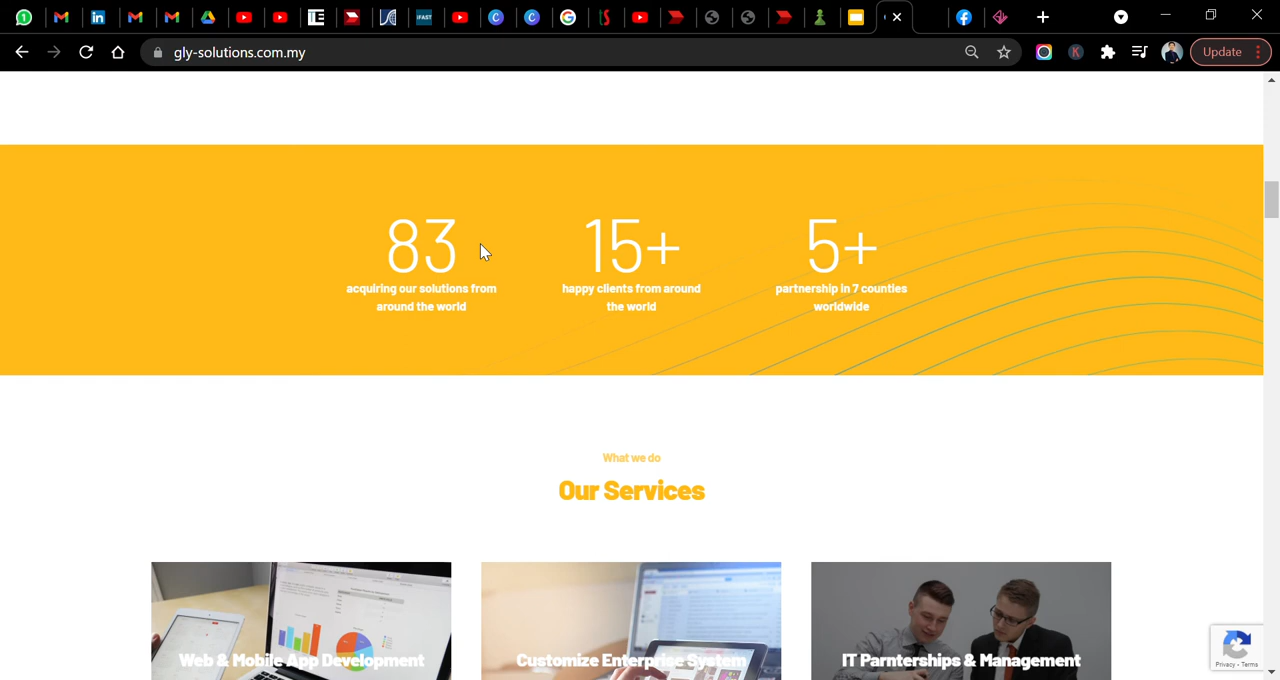 gly-solutions.com.my
Update
83
15+
5+
acquiring our solutions from
around the world
happy clients from around
the world
partnership in 7 counties
worldwide
What we do
Our Services
Web & Mobile App Development
Customize Enterprise System
IT Parnterships & Management
Privacy - Terms